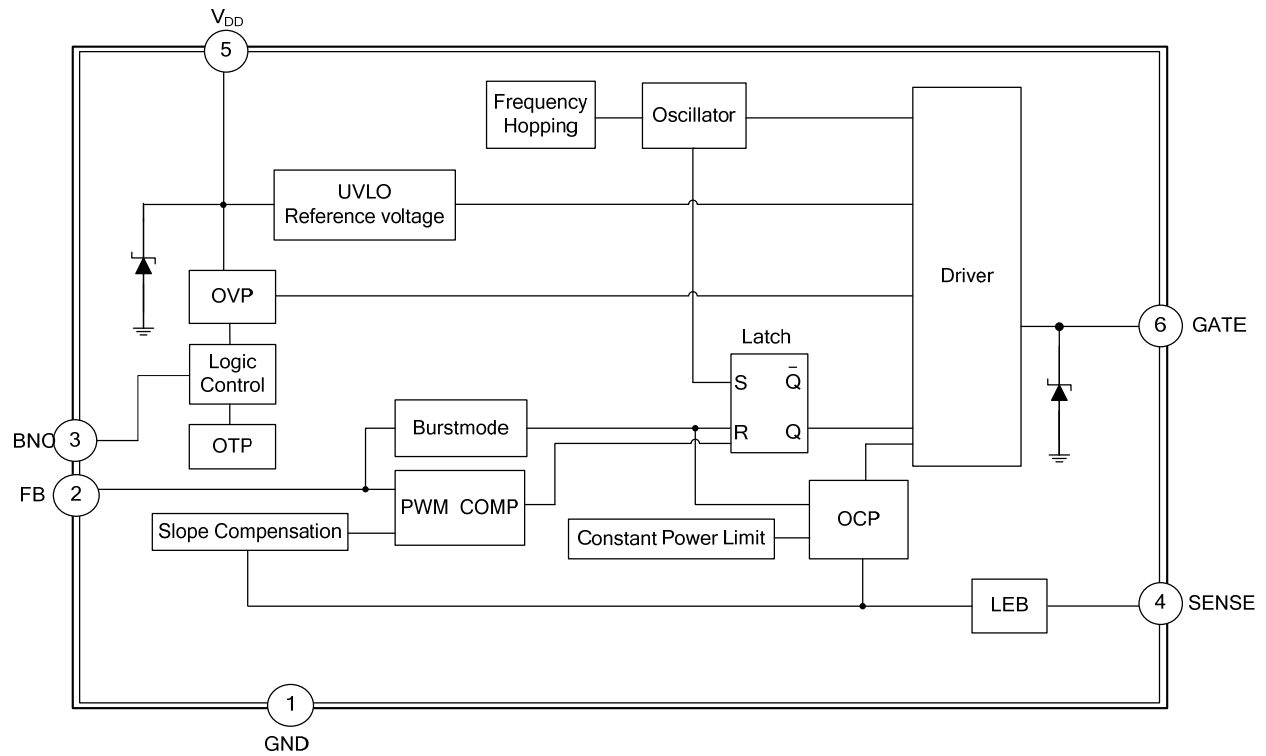 VDD
5
Frequency
Hopping
Oscillator
UVLO
Reference voltage
Driver
OVP
6
GATE
Latch
Logic
Control
S
Q̅
BNO
3
Burstmode
R
Q
OTP
FB
2
PWM COMP
OCP
Slope Compensation
Constant Power Limit
LEB
4
SENSE
1
GND